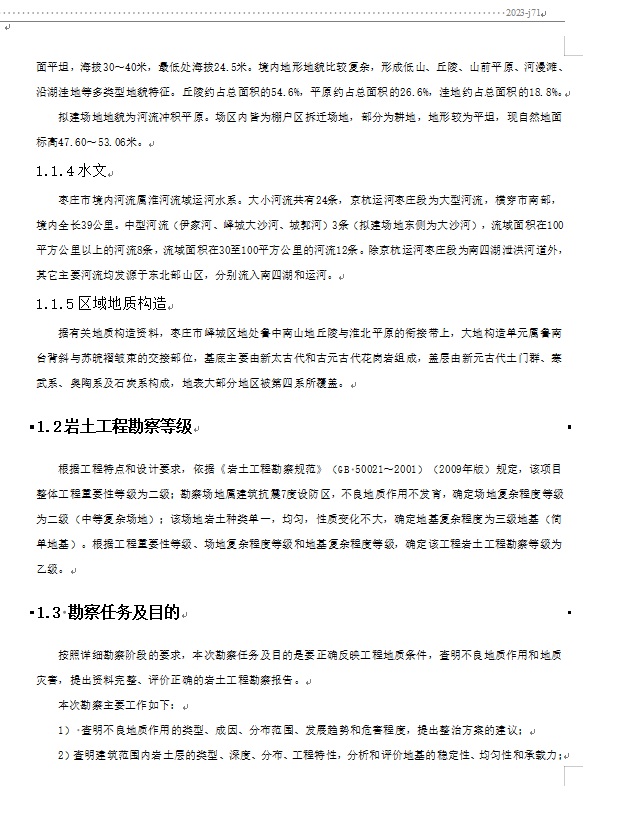 2023-j71
面平坦，海拔30～40米，最低处海拔24.5米。境内地形地貌比较复杂，形成低山、丘陵、山前平原、河漫滩、
沿湖洼地等多类型地貌特征。丘陵约占总面积的54.6%，平原约占总面积的26.6%，洼地约占总面积的18.8%。
拟建场地地貌为河流冲积平原。场区内皆为棚户区拆迁场地，部分为耕地，地形较为平坦，现自然地面
标高47.60～53.06米。
1.1.4 水文
枣庄市境内河流属淮河流域运河水系。大小河流共有24条，京杭运河枣庄段为大型河流，横穿市南部，
境内全长39公里。中型河流（伊家河、峄城大沙河、城郭河）3条（拟建场地东侧为大沙河），流域面积在100
平方公里以上的河流8条，流域面积在30至100平方公里的河流12条。除京杭运河枣庄段为南四湖泄洪河道外，
其它主要河流均发源于东北部山区，分别流入南四湖和运河。
1.1.5 区域地质构造
据有关地质构造资料，枣庄市峄城区地处鲁中南山地丘陵与淮北平原的衔接带上，大地构造单元属鲁南
台背斜与苏皖褶皱束的交接部位，基底主要由新太古代和古元古代花岗岩组成，盖层由新元古代土门群、寒
武系、奥陶系及石炭系构成，地表大部分地区被第四系所覆盖。
1.2 岩土工程勘察等级
根据工程特点和设计要求，依据《岩土工程勘察规范》（GB 50021～2001）（2009年版）规定，该项目
整体工程重要性等级为二级；勘察场地属建筑抗震7度设防区，不良地质作用不发育，确定场地复杂程度等级
为二级（中等复杂场地）；该场地岩土种类单一，均匀，性质变化不大，确定地基复杂程度为三级地基（简
单地基）。根据工程重要性等级、场地复杂程度等级和地基复杂程度等级，确定该工程岩土工程勘察等级为
乙级。
1.3 勘察任务及目的
按照详细勘察阶段的要求，本次勘察任务及目的是要正确反映工程地质条件，查明不良地质作用和地质
灾害，提出资料完整、评价正确的岩土工程勘察报告。
本次勘察主要工作如下：
1） 查明不良地质作用的类型、成因、分布范围、发展趋势和危害程度，提出整治方案的建议；
2）查明建筑范围内岩土层的类型、深度、分布、工程特性，分析和评价地基的稳定性、均匀性和承载力；